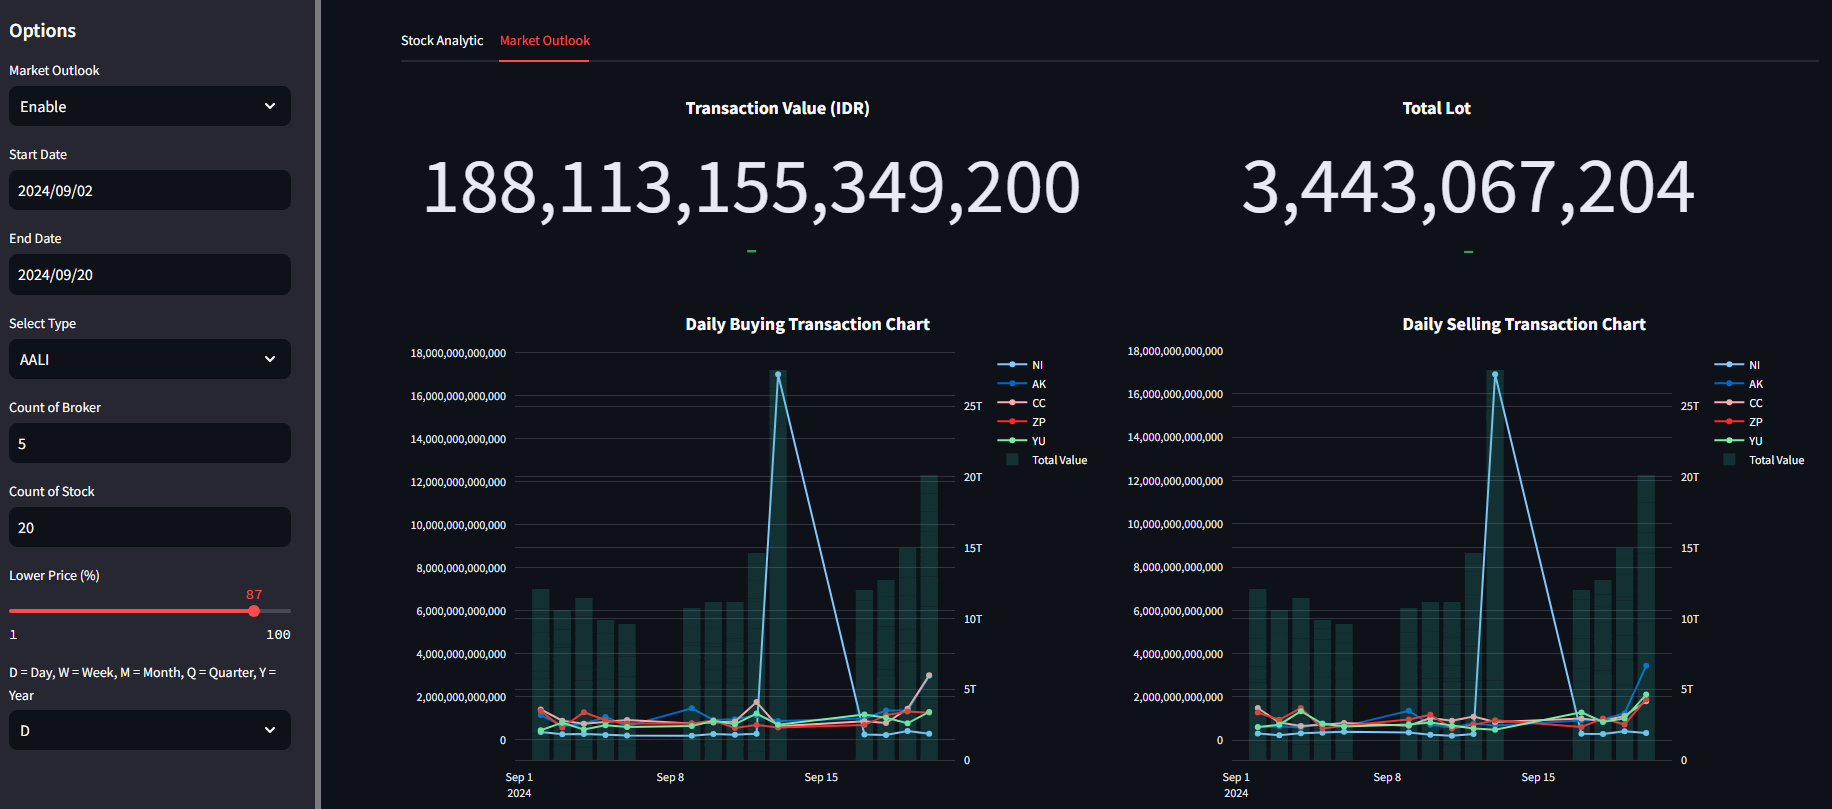 Options
Market Outlook
Enable
Start Date
2024/09/02
End Date
2024/09/20
Select Type
AALI
Count of Broker
5
Count of Stock
20
Lower Price (%)
87
1 100
D = Day, W = Week, M = Month, Q = Quarter, Y =
Year
D
Stock Analytic Market Outlook
Transaction Value (IDR)
188,113,155,349,200
–
Total Lot
3,443,067,204
–
Daily Buying Transaction Chart
18,000,000,000,000
16,000,000,000,000
14,000,000,000,000
12,000,000,000,000
10,000,000,000,000
8,000,000,000,000
6,000,000,000,000
4,000,000,000,000
2,000,000,000,000
0
25T
20T
15T
10T
5T
0
Sep 1 Sep 8 Sep 15
2024
NI
AK
CC
ZP
YU
Total Value
Daily Selling Transaction Chart
18,000,000,000,000
16,000,000,000,000
14,000,000,000,000
12,000,000,000,000
10,000,000,000,000
8,000,000,000,000
6,000,000,000,000
4,000,000,000,000
2,000,000,000,000
0
25T
20T
15T
10T
5T
0
Sep 1 Sep 8 Sep 15
2024
NI
AK
CC
ZP
YU
Total Value